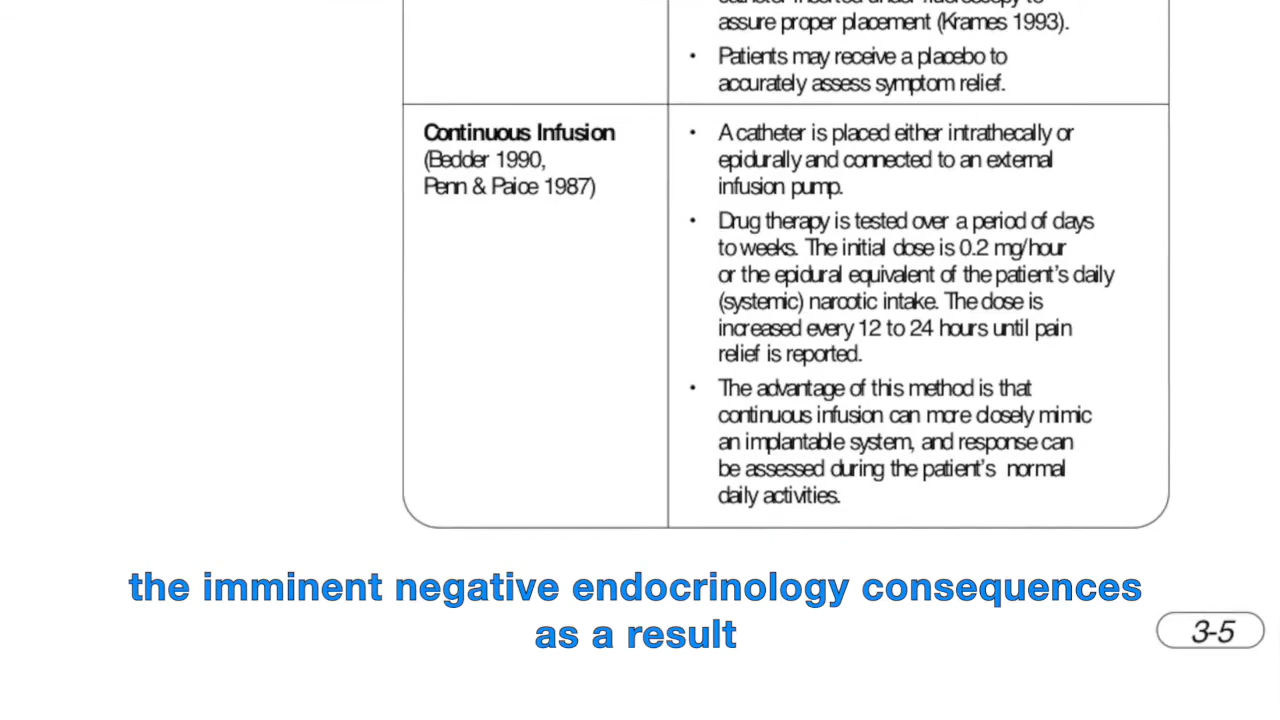 assure proper placement (Krames 1993).
• Patients may receive a placebo to
accurately assess symptom relief.
Continuous Infusion
(Bedder 1990,
Penn & Paice 1987)
• A catheter is placed either intrathecally or
epidurally and connected to an external
infusion pump.
• Drug therapy is tested over a period of days
to weeks. The initial dose is 0.2 mg/hour
or the epidural equivalent of the patient's daily
(systemic) narcotic intake. The dose is
increased every 12 to 24 hours until pain
relief is reported.
• The advantage of this method is that
continuous infusion can more closely mimic
an implantable system, and response can
be assessed during the patient's normal
daily activities.
the imminent negative endocrinology consequences
as a result
3-5